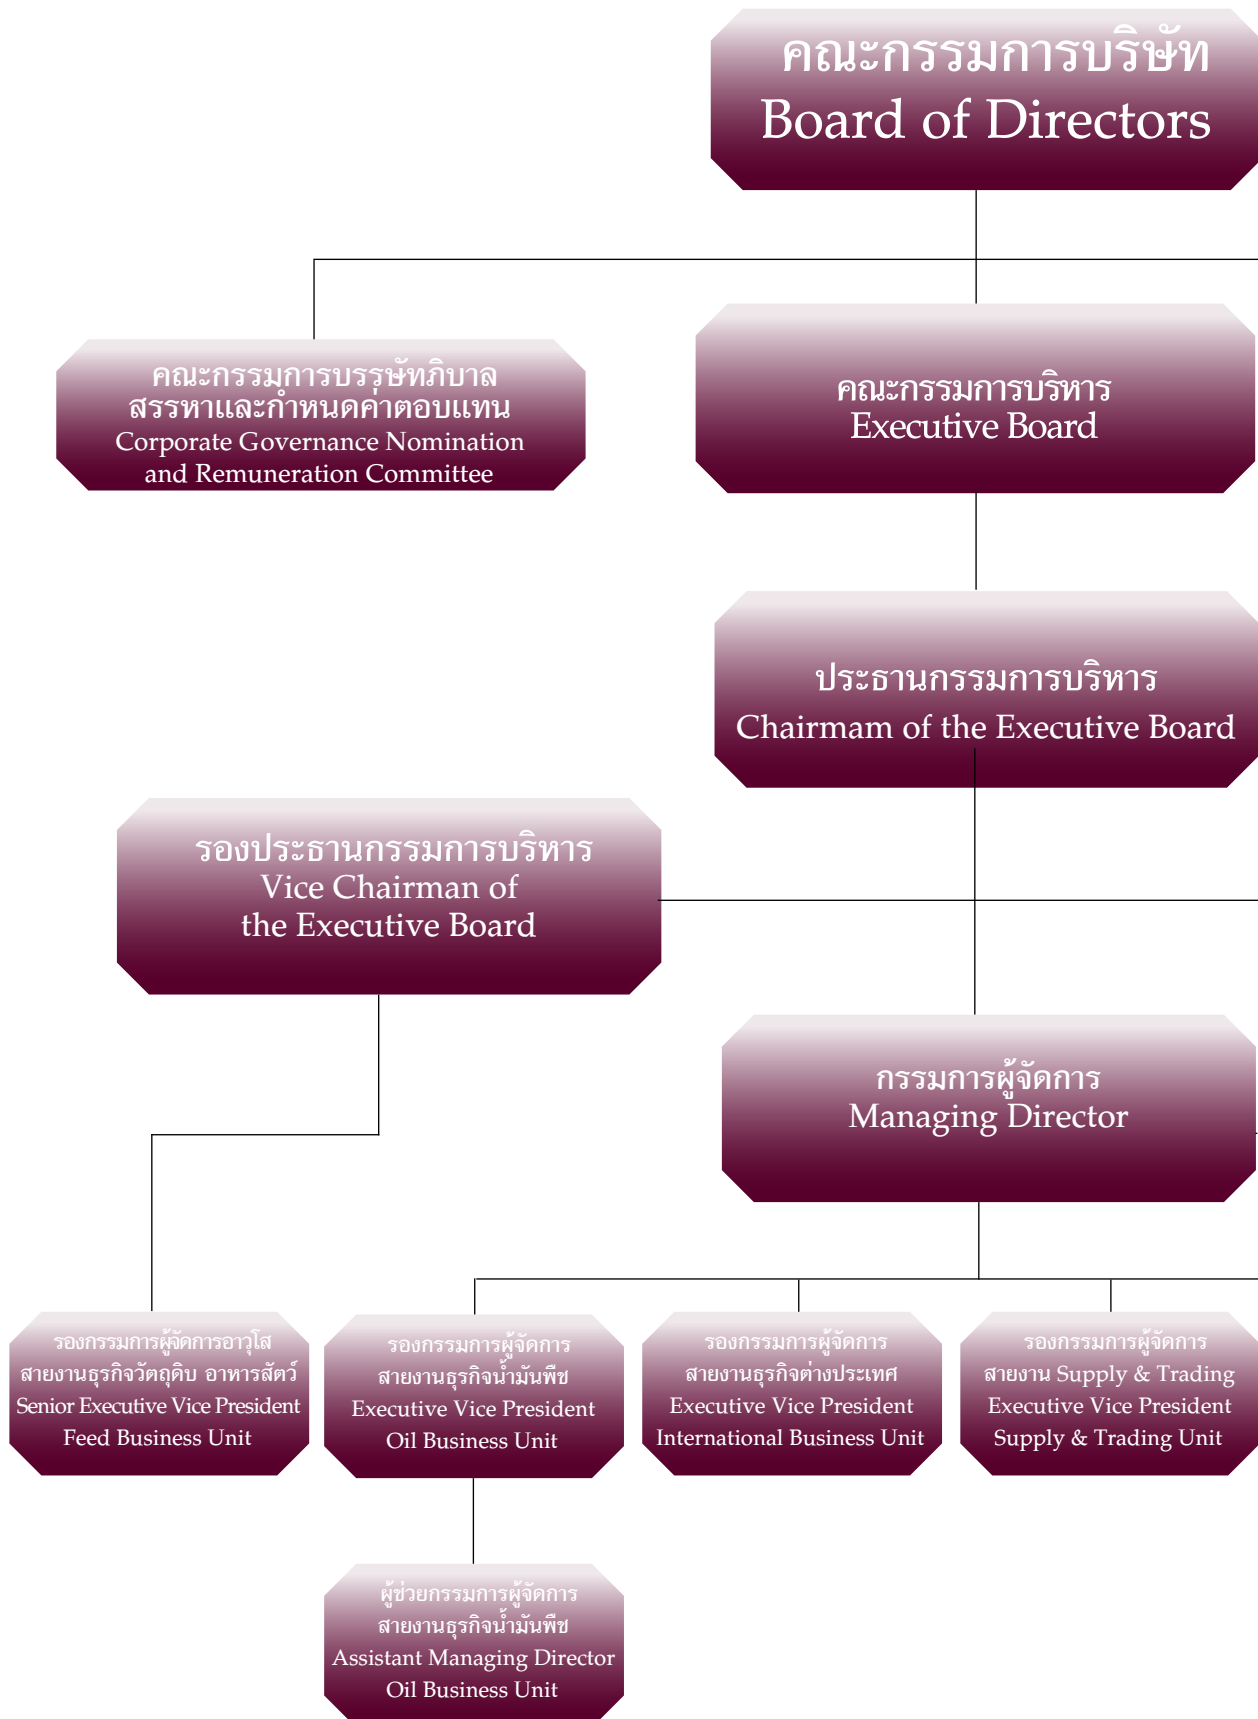 คณะกรรมการบริษัท
Board of Directors
คณะกรรมการบรรษัทภิบาล
สรรหาและกำหนดค่าตอบแทน
Corporate Governance Nomination
and Remuneration Committee
คณะกรรมการบริหาร
Executive Board
ประธานกรรมการบริหาร
Chairmam of the Executive Board
รองประธานกรรมการบริหาร
Vice Chairman of
the Executive Board
กรรมการผู้จัดการ
Managing Director
รองกรรมการผู้จัดการอาวุโส
สายงานธุรกิจวัตถุดิบ อาหารสัตว์
Senior Executive Vice President
Feed Business Unit
รองกรรมการผู้จัดการ
สายงานธุรกิจน้ำมันพืช
Executive Vice President
Oil Business Unit
รองกรรมการผู้จัดการ
สายงานธุรกิจต่างประเทศ
Executive Vice President
International Business Unit
รองกรรมการผู้จัดการ
สายงาน Supply & Trading
Executive Vice President
Supply & Trading Unit
ผู้ช่วยกรรมการผู้จัดการ
สายงานธุรกิจน้ำมันพืช
Assistant Managing Director
Oil Business Unit